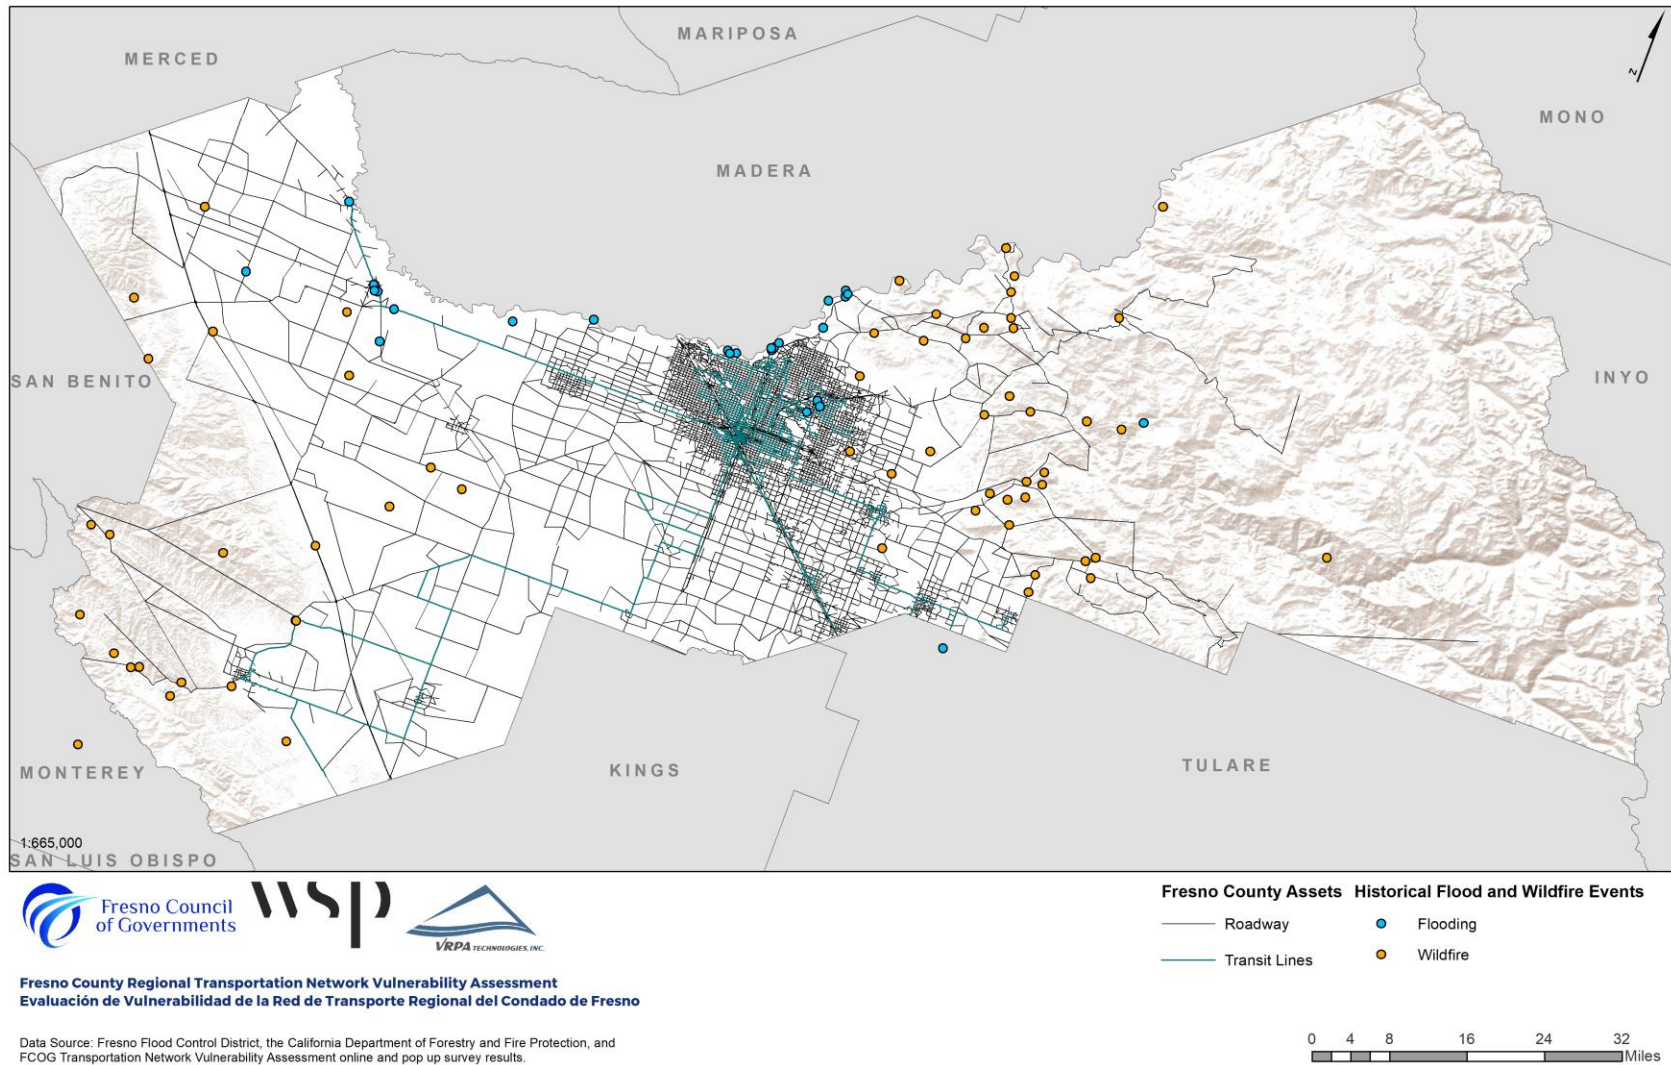 MARIPOSA
MERCED
MONO
MADERA
SAN BENITO
INYO
MONTEREY
KINGS
TULARE
1:665,000
SAN LUIS OBISPO
N
Fresno Council
of Governments
wsp
VRPA TECHNOLOGIES, INC.
Fresno County Assets Historical Flood and Wildfire Events
Roadway Flooding
Transit Lines Wildfire
Fresno County Regional Transportation Network Vulnerability Assessment
Evaluación de Vulnerabilidad de la Red de Transporte Regional del Condado de Fresno
Data Source: Fresno Flood Control District, the California Department of Forestry and Fire Protection, and
FCOG Transportation Network Vulnerability Assessment online and pop up survey results.
0 4 8 16 24 32
Miles